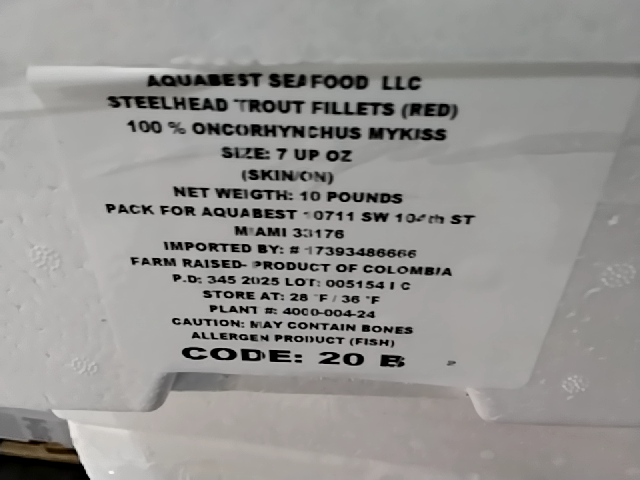 AQUABEST SEAFOOD LLC
STEELHEAD TROUT FILLETS (RED)
100 % ONCORHYNCHUS MYKISS
SIZE: 7 UP OZ
(SKIN/ON)
NET WEIGTH: 10 POUNDS
PACK FOR AQUABEST 10711 SW 104th ST
MIAMI 33176
IMPORTED BY: # 17393486666
FARM RAISED- PRODUCT OF COLOMBIA
P.D: 345 2025 LOT: 005154 I C
STORE AT: 28 °F / 36 °F
PLANT #: 4000-004-24
CAUTION: MAY CONTAIN BONES
ALLERGEN PRODUCT (FISH)
CODE: 20 B